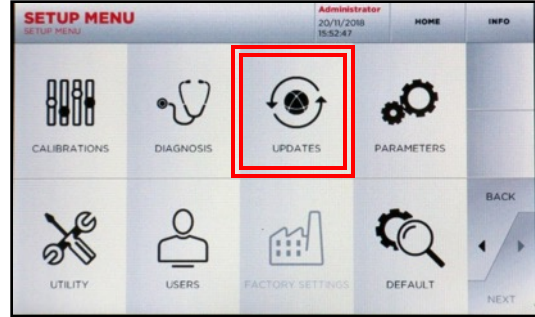 SETUP MENU
SETUP MENU
Administrator
20/11/2018
15:52:47
HOME
INFO
CALIBRATIONS
DIAGNOSIS
UPDATES
PARAMETERS
BACK
UTILITY
USERS
FACTORY SETTINGS
DEFAULT
NEXT